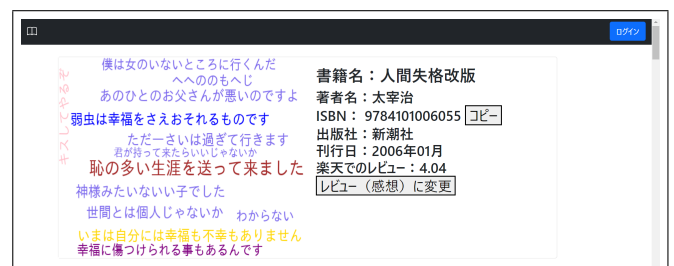 ログイン
キスしてやるぞ
僕は女のいないところに行くんだ
へへののもへじ
あのひとのお父さんが悪いのですよ
弱虫は幸福をさえおそれるものです
ただーさいは過ぎて行きます
君が持って来たらいいじゃないか
恥の多い生涯を送って来ました
神様みたいないい子でした
世間とは個人じゃないか
わからない
いまは自分には幸福も不幸もありません
幸福に傷つけられる事もあるんです
書籍名：人間失格改版
著者名：太宰治
ISBN： 9784101006055 コピー
出版社：新潮社
刊行日：2006年01月
楽天でのレビュー：4.04
レビュー（感想）に変更